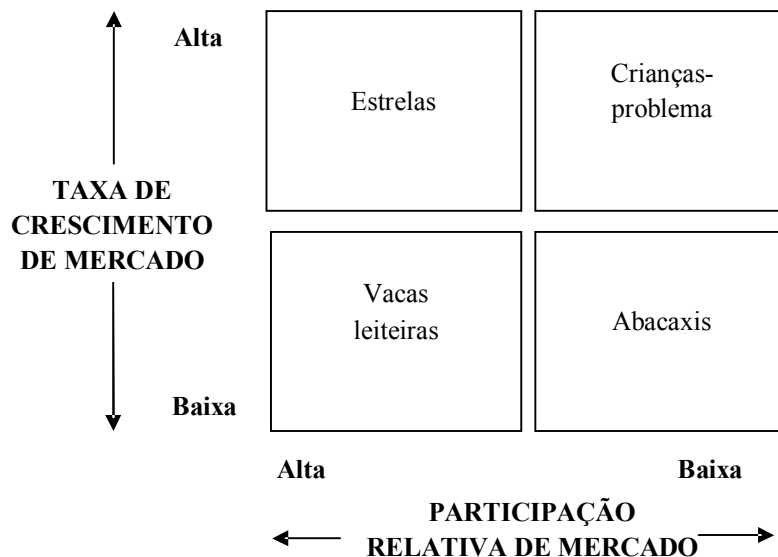 Alta
Estrelas
Crianças-
problema
TAXA DE
CRESCIMENTO
DE MERCADO
Vacas
leiteiras
Abacaxis
Baixa
Alta
Baixa
PARTICIPAÇÃO
RELATIVA DE MERCADO